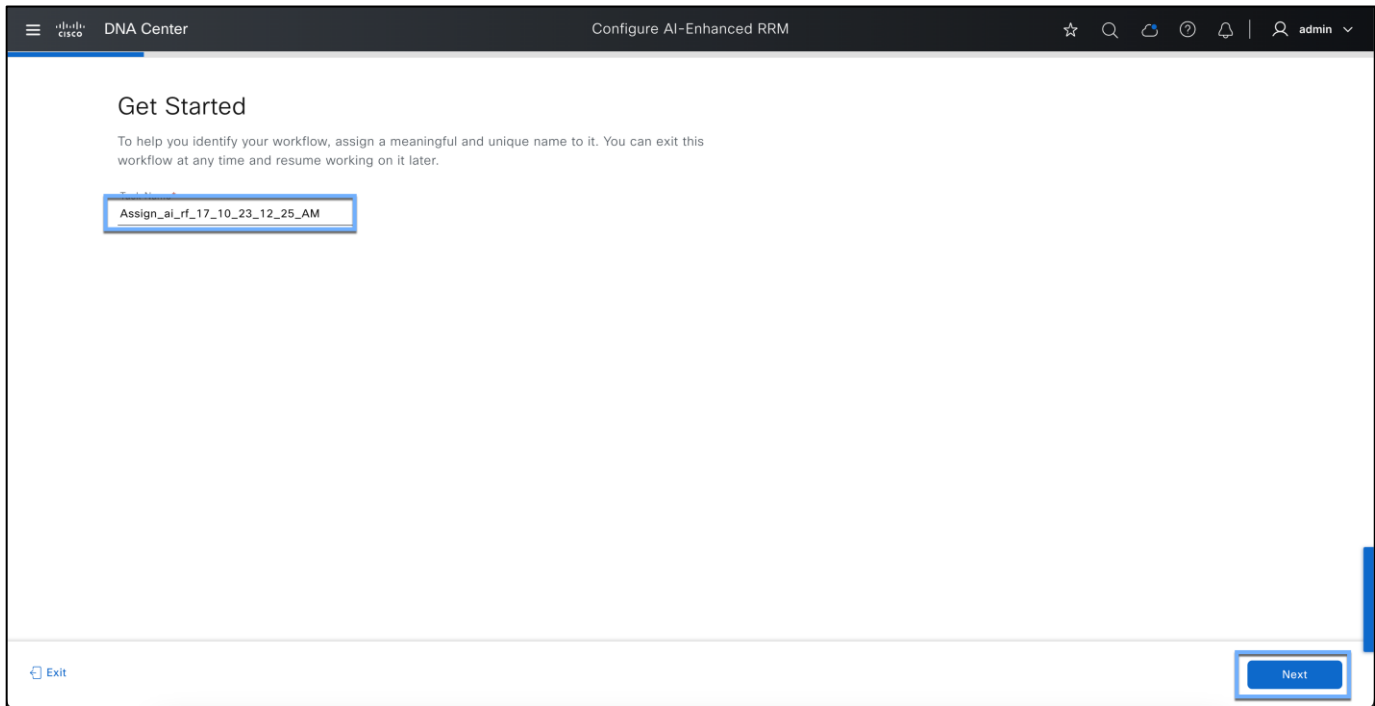 cisco DNA Center
Configure AI-Enhanced RRM
admin
Get Started
To help you identify your workflow, assign a meaningful and unique name to it. You can exit this
workflow at any time and resume working on it later.
Assign_ai_rf_17_10_23_12_25_AM
Exit
Next